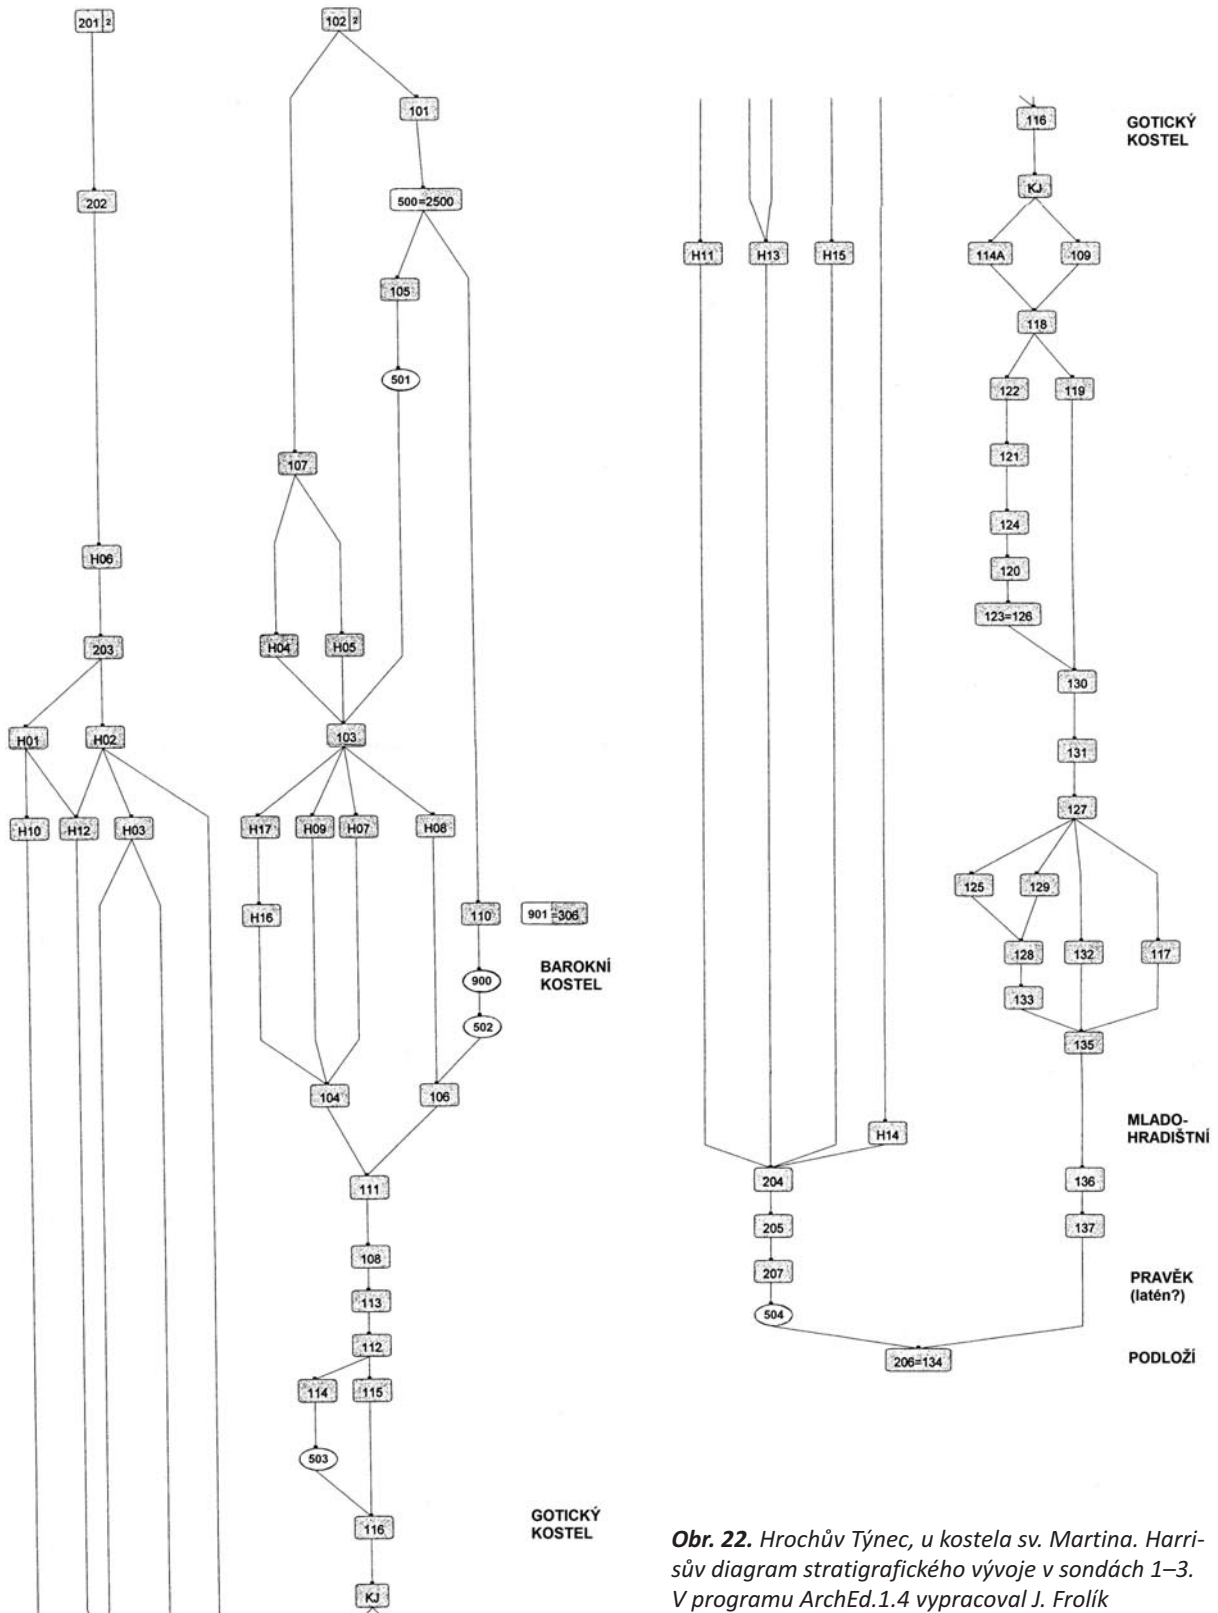 201 2
202
H06
203
H01 H02
H10 H12 H03
102 2
101
500=2500
105
501
107
H04 H05
103
H17 H09 H07 H08
H16
110 901=306
BAROKNÍ
KOSTEL
900
502
104 106
111
108
113
112
114 115
503
GOTICKÝ
KOSTEL
116
KJ
116
GOTICKÝ
KOSTEL
KJ
H11 H13 H15
114A 109
118
122 119
121
124
120
123=126
130
131
127
125 129
128 132 117
133
135
H14
MLADO-
HRADIŠTNÍ
204 136
205 137
207
PRAVĚK
(latén?)
504
206=134
PODLOŽÍ
Obr. 22. Hrochův Týnec, u kostela sv. Martina. Harri-
sův diagram stratigrafického vývoje v sondách 1–3.
V programu ArchEd.1.4 vypracoval J. Frolík